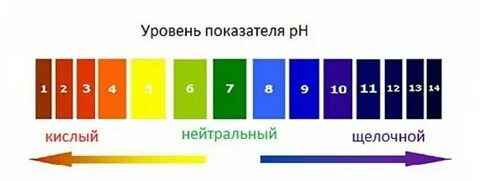 Уровень показателя pH
1 2 3 4 5 6 7 8 9 10 11 12 13 14
кислый нейтральный щелочной